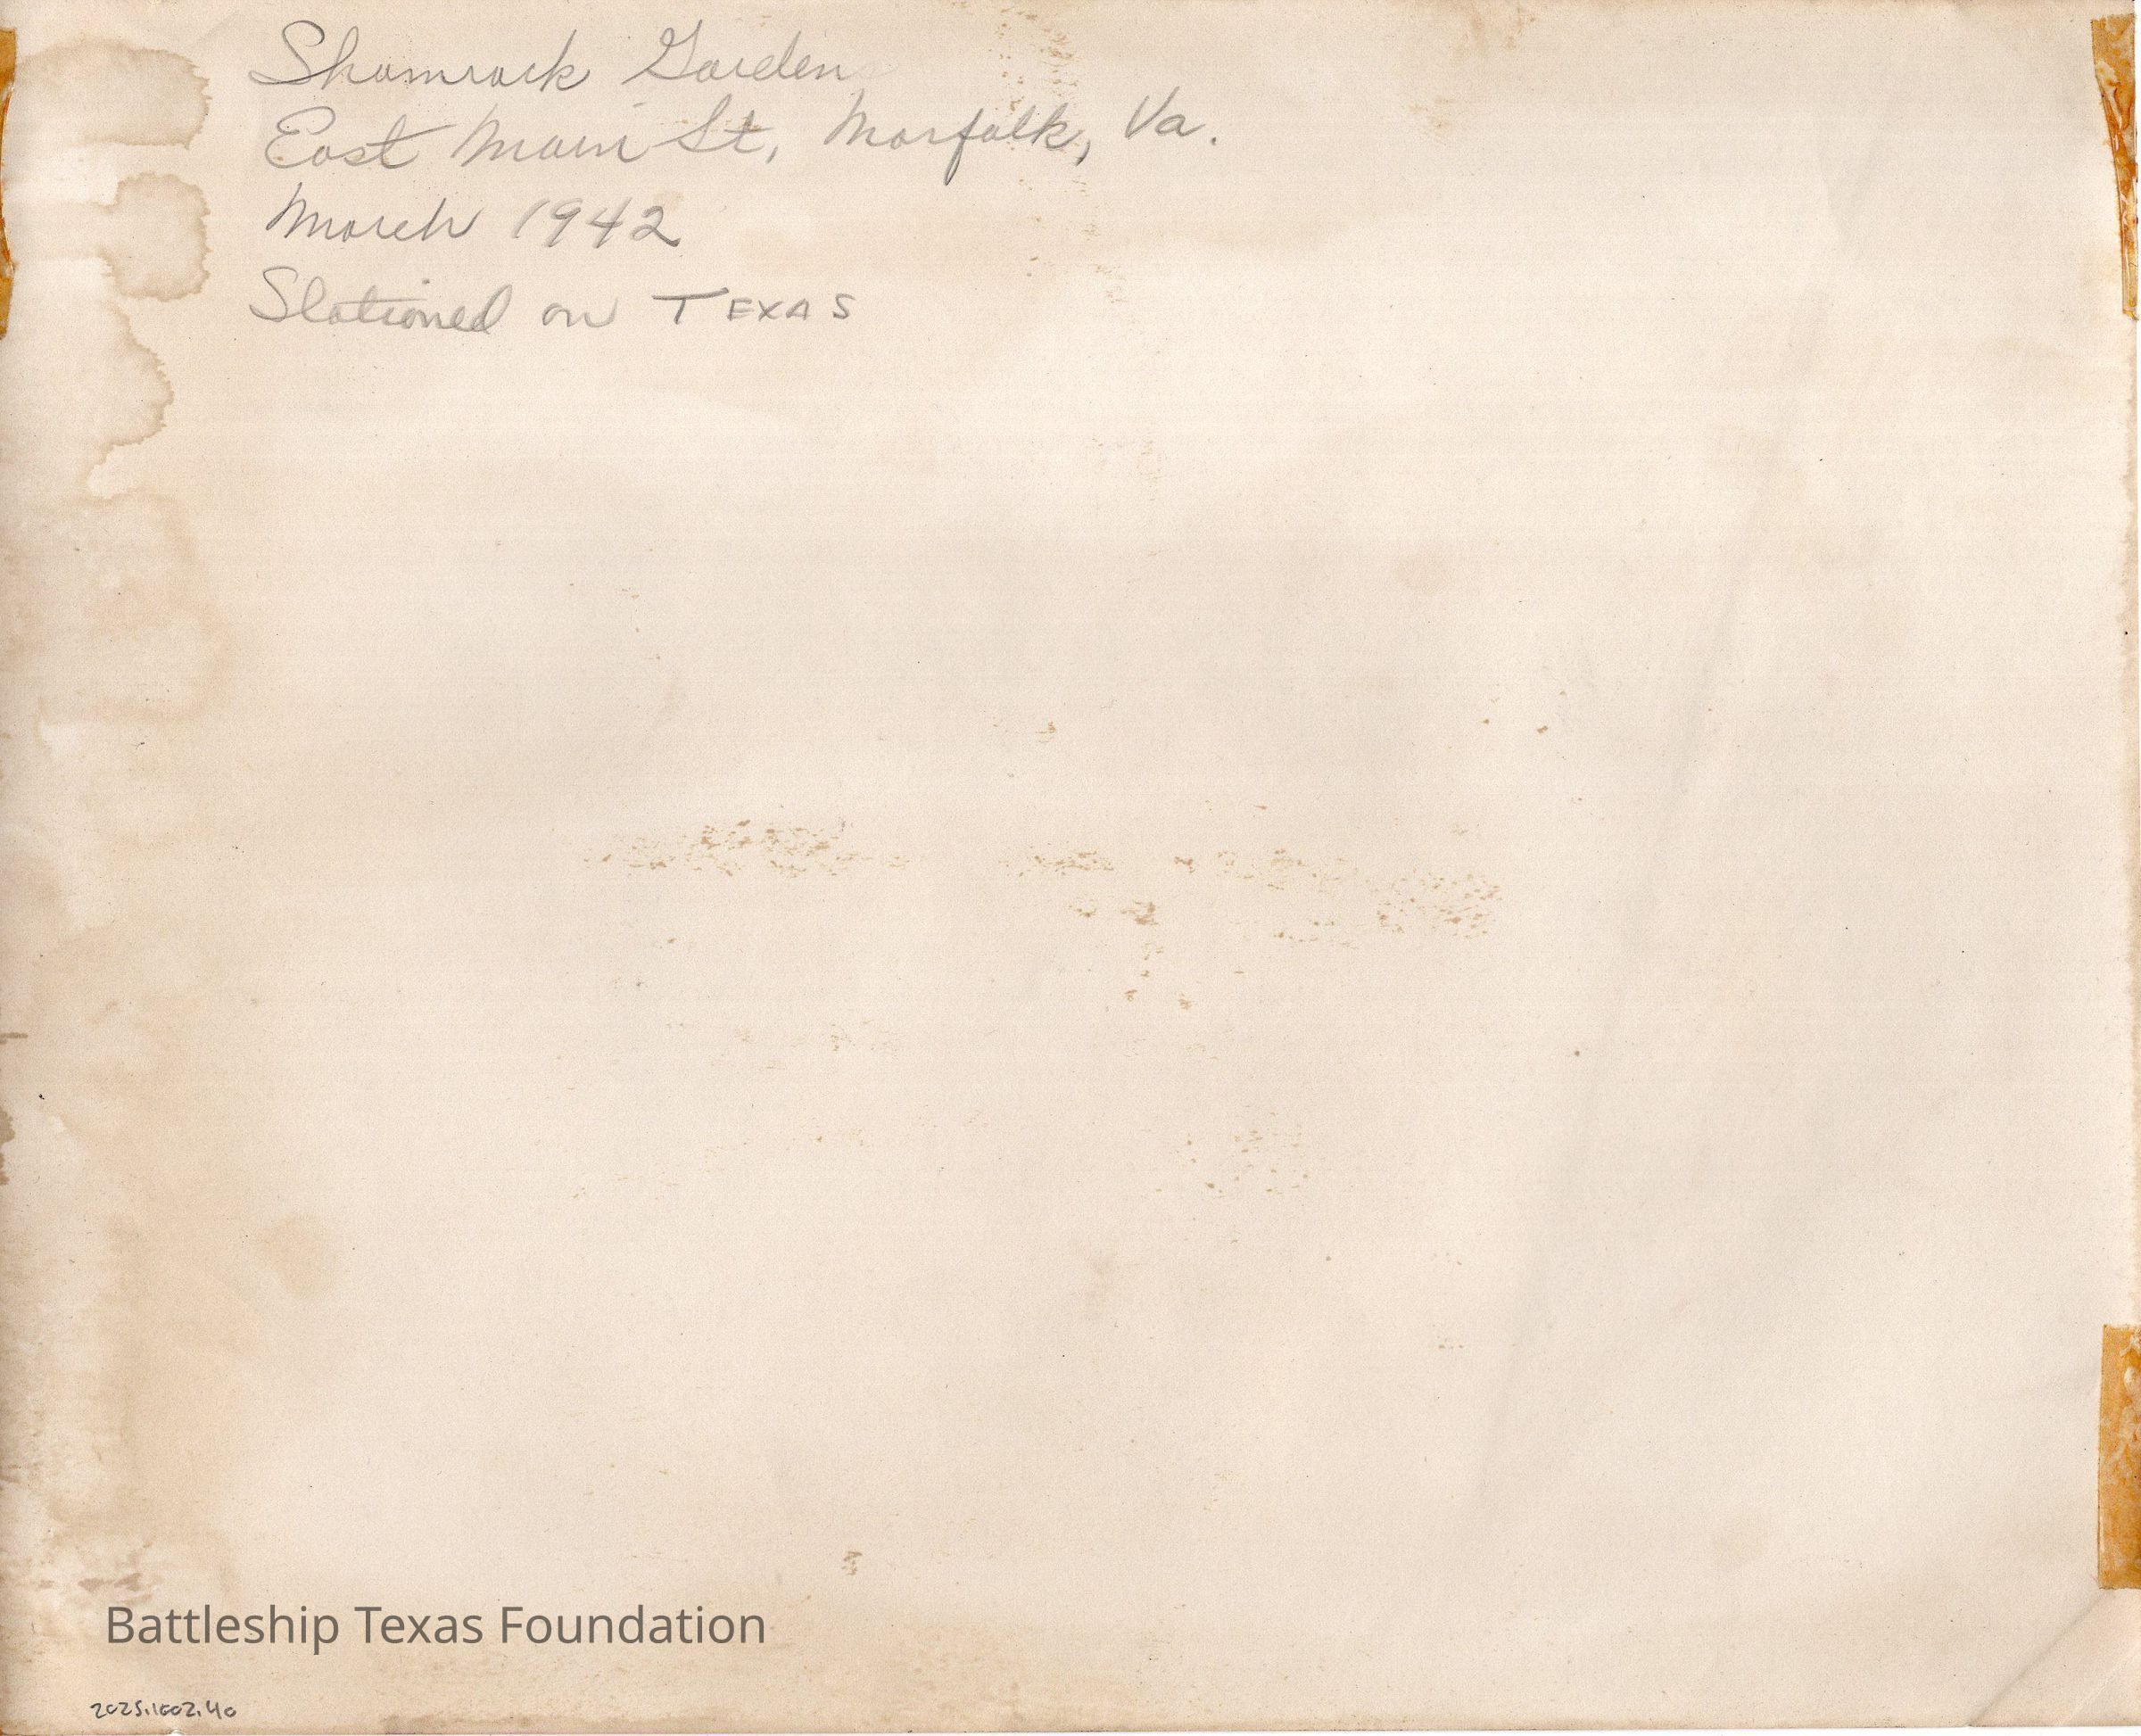 Shamrock Gardens
East Main St, Norfolk, Va.
March 1942
Stationed on TEXAS
Battleship Texas Foundation
2025.1002.40